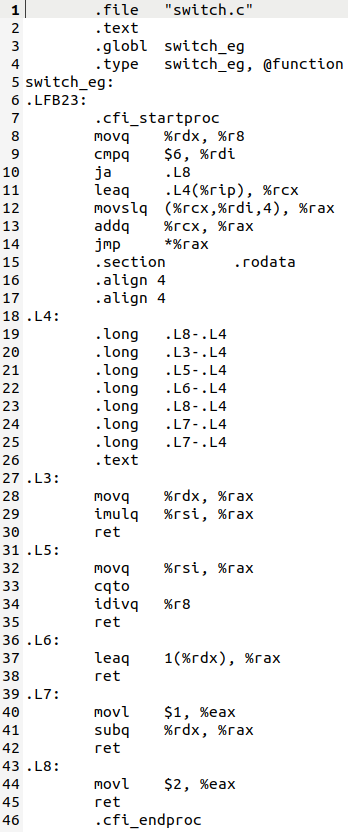 1 .file "switch.c"
2 .text
3 .globl switch_eg
4 .type switch_eg, @function
5 switch_eg:
6 .LFB23:
7 .cfi_startproc
8 movq %rdx, %r8
9 cmpq $6, %rdi
10 ja .L8
11 leaq .L4(%rip), %rcx
12 movslq (%rcx,%rdi,4), %rax
13 addq %rcx, %rax
14 jmp *%rax
15 .section .rodata
16 .align 4
17 .align 4
18 .L4:
19 .long .L8-.L4
20 .long .L3-.L4
21 .long .L5-.L4
22 .long .L6-.L4
23 .long .L8-.L4
24 .long .L7-.L4
25 .long .L7-.L4
26 .text
27 .L3:
28 movq %rdx, %rax
29 imulq %rsi, %rax
30 ret
31 .L5:
32 movq %rsi, %rax
33 cqto
34 idivq %r8
35 ret
36 .L6:
37 leaq 1(%rdx), %rax
38 ret
39 .L7:
40 movl $1, %eax
41 subq %rdx, %rax
42 ret
43 .L8:
44 movl $2, %eax
45 ret
46 .cfi_endproc